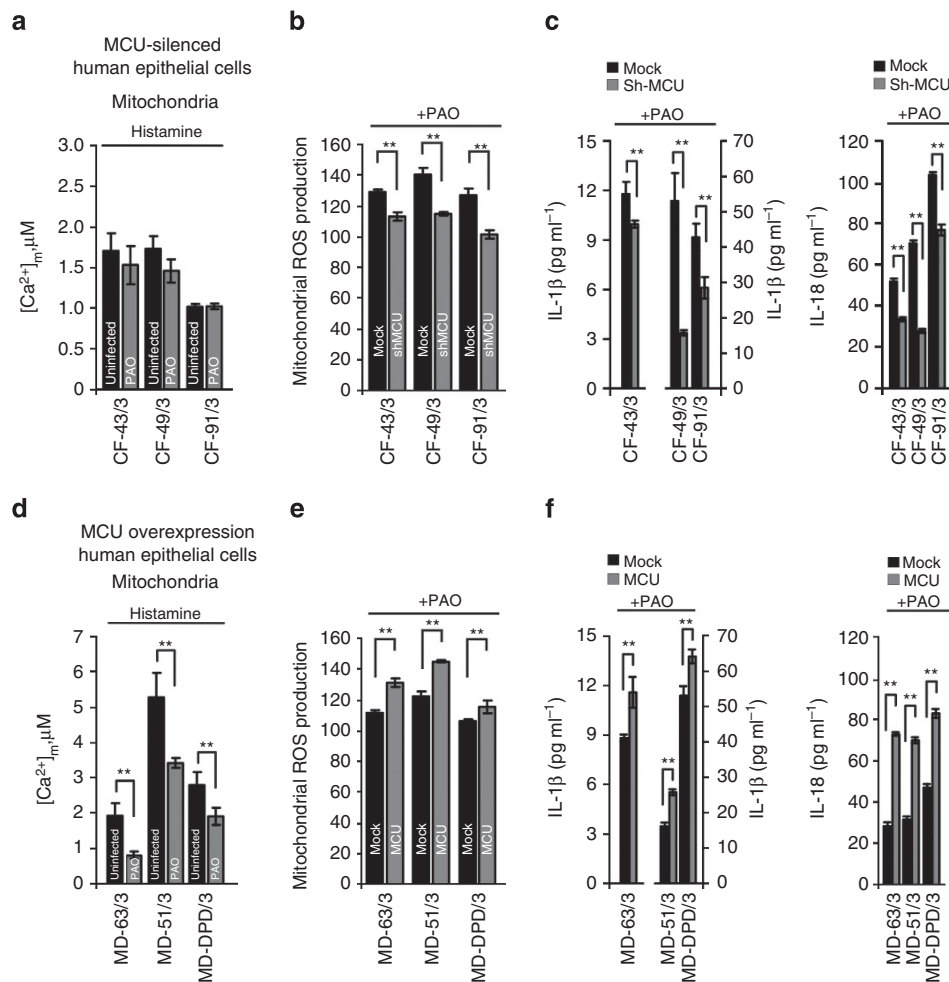 a
MCU-silenced
human epithelial cells
Mitochondria
Histamine
3.0
2.5
2.0
1.5
1.0
0.5
0
[Ca2+]m,μM
Uninfected
PAO
Uninfected
PAO
Uninfected
PAO
CF-43/3
CF-49/3
CF-91/3
b
+PAO
160
140
120
100
80
60
40
20
0
Mitochondrial ROS production
**
**
**
Mock
shMCU
Mock
shMCU
Mock
shMCU
CF-43/3
CF-49/3
CF-91/3
c
Mock
Sh-MCU
+PAO
15
12
9
6
3
0
IL-1β (pg ml−1)
**
**
**
70
60
50
40
30
20
10
0
IL-1β (pg ml−1)
CF-43/3
CF-49/3
CF-91/3
Mock
Sh-MCU
+PAO
120
100
80
60
40
20
0
IL-18 (pg ml−1)
**
**
**
CF-43/3
CF-49/3
CF-91/3
d
MCU overexpression
human epithelial cells
Mitochondria
Histamine
7
6
5
4
3
2
1
0
[Ca2+]m,μM
**
**
**
Uninfected
PAO
Uninfected
PAO
Uninfected
PAO
MD-63/3
MD-51/3
MD-DPD/3
e
+PAO
160
140
120
100
80
60
40
20
0
Mitochondrial ROS production
**
**
**
Mock
MCU
Mock
MCU
Mock
MCU
MD-63/3
MD-51/3
MD-DPD/3
f
Mock
MCU
+PAO
15
12
9
6
3
0
IL-1β (pg ml−1)
**
**
**
70
60
50
40
30
20
10
0
IL-1β (pg ml−1)
MD-63/3
MD-51/3
MD-DPD/3
Mock
MCU
+PAO
120
100
80
60
40
20
0
IL-18 (pg ml−1)
**
**
**
MD-63/3
MD-51/3
MD-DPD/3